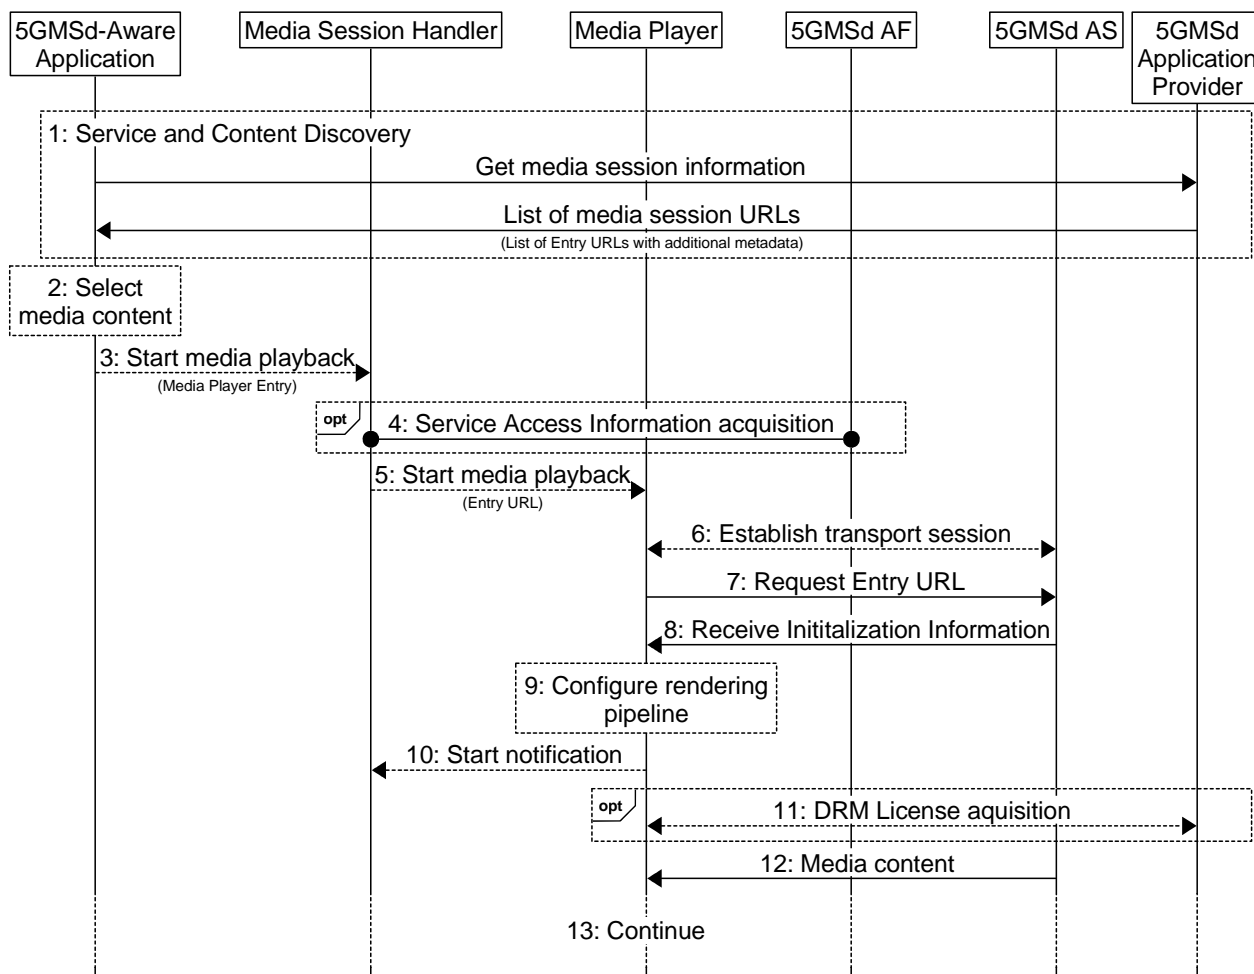 5GMSd-Aware
Application
Media Session Handler
Media Player
5GMSd AF
5GMSd AS
5GMSd
Application
Provider
1: Service and Content Discovery
Get media session information
List of media session URLs
(List of Entry URLs with additional metadata)
2: Select
media content
3: Start media playback
(Media Player Entry)
opt
4: Service Access Information acquisition
5: Start media playback
(Entry URL)
6: Establish transport session
7: Request Entry URL
8: Receive Inititalization Information
9: Configure rendering
pipeline
10: Start notification
opt
11: DRM License aquisition
12: Media content
13: Continue